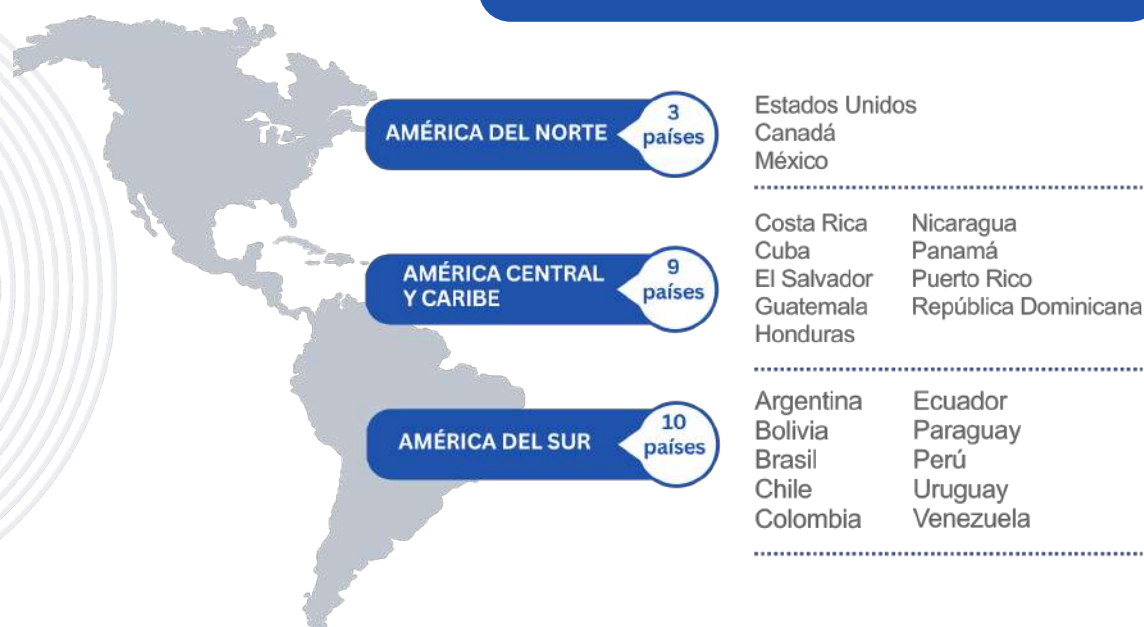 AMÉRICA DEL NORTE
3
países
Estados Unidos
Canadá
México
AMÉRICA CENTRAL
Y CARIBE
9
países
Costa Rica
Cuba
El Salvador
Guatemala
Honduras
Nicaragua
Panamá
Puerto Rico
República Dominicana
AMÉRICA DEL SUR
10
países
Argentina
Bolivia
Brasil
Chile
Colombia
Ecuador
Paraguay
Perú
Uruguay
Venezuela